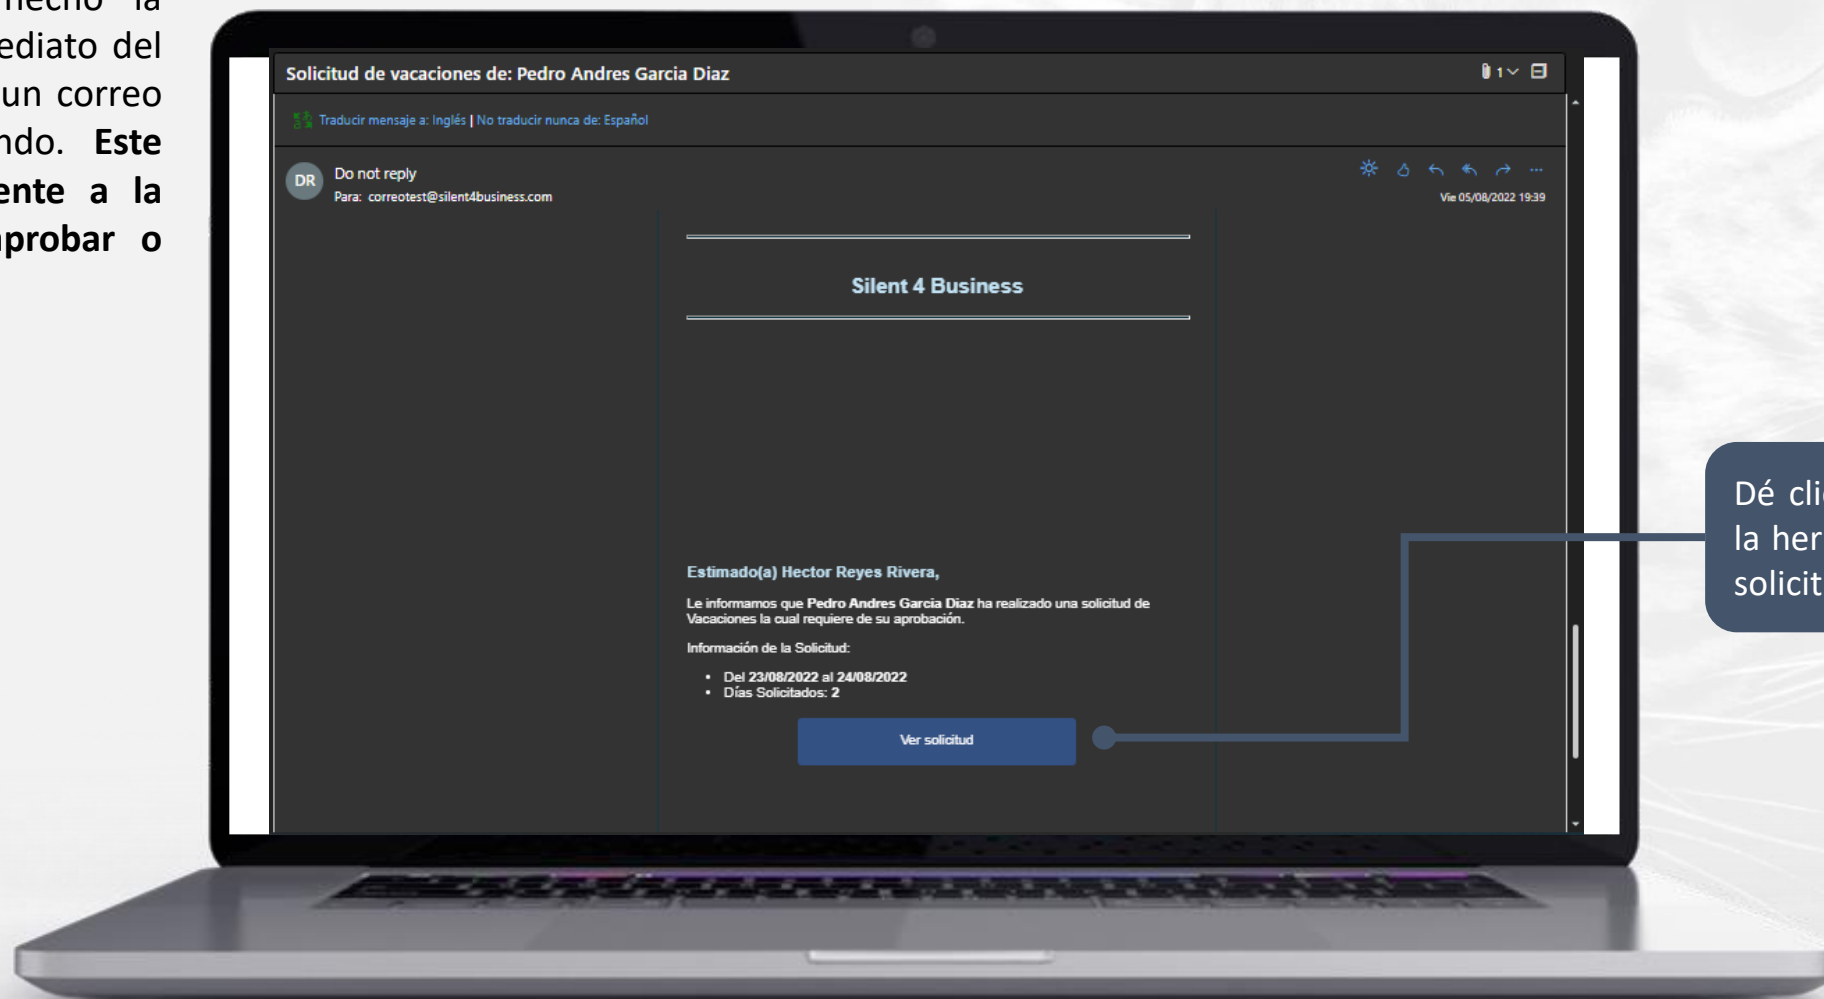 hecho la
ediato del
un correo
ndo. Este
ente a la
aprobar o
Solicitud de vacaciones de: Pedro Andres Garcia Diaz
1
Traducir mensaje a: Inglés | No traducir nunca de: Español
DR
Do not reply
Para: correotest@silent4business.com
Vie 05/08/2022 19:39
Silent 4 Business
Estimado(a) Hector Reyes Rivera,
Le informamos que Pedro Andres Garcia Diaz ha realizado una solicitud de
Vacaciones la cual requiere de su aprobación.
Información de la Solicitud:
• Del 23/08/2022 al 24/08/2022
• Días Solicitados: 2
Ver solicitud
Dé cli
la her
solicit